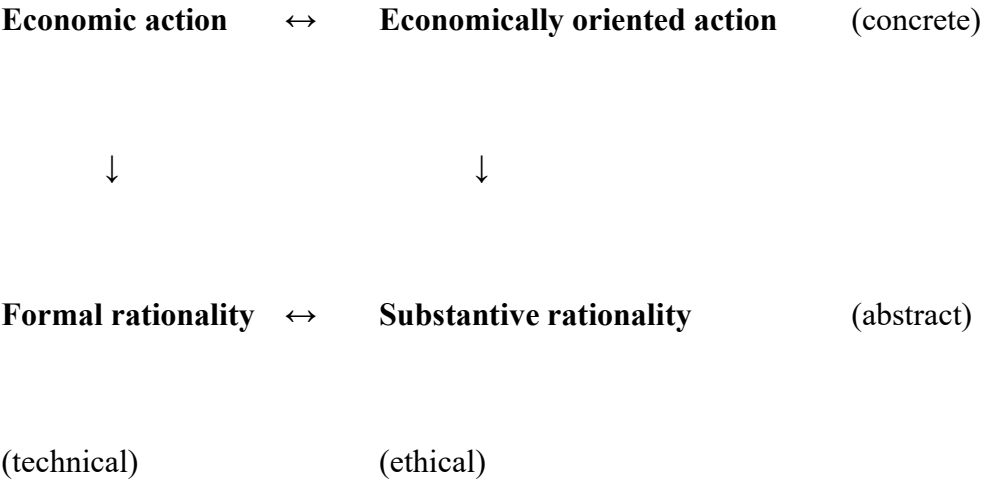 Economic action ↔ Economically oriented action (concrete)
↓ ↓
Formal rationality ↔ Substantive rationality (abstract)
(technical) (ethical)